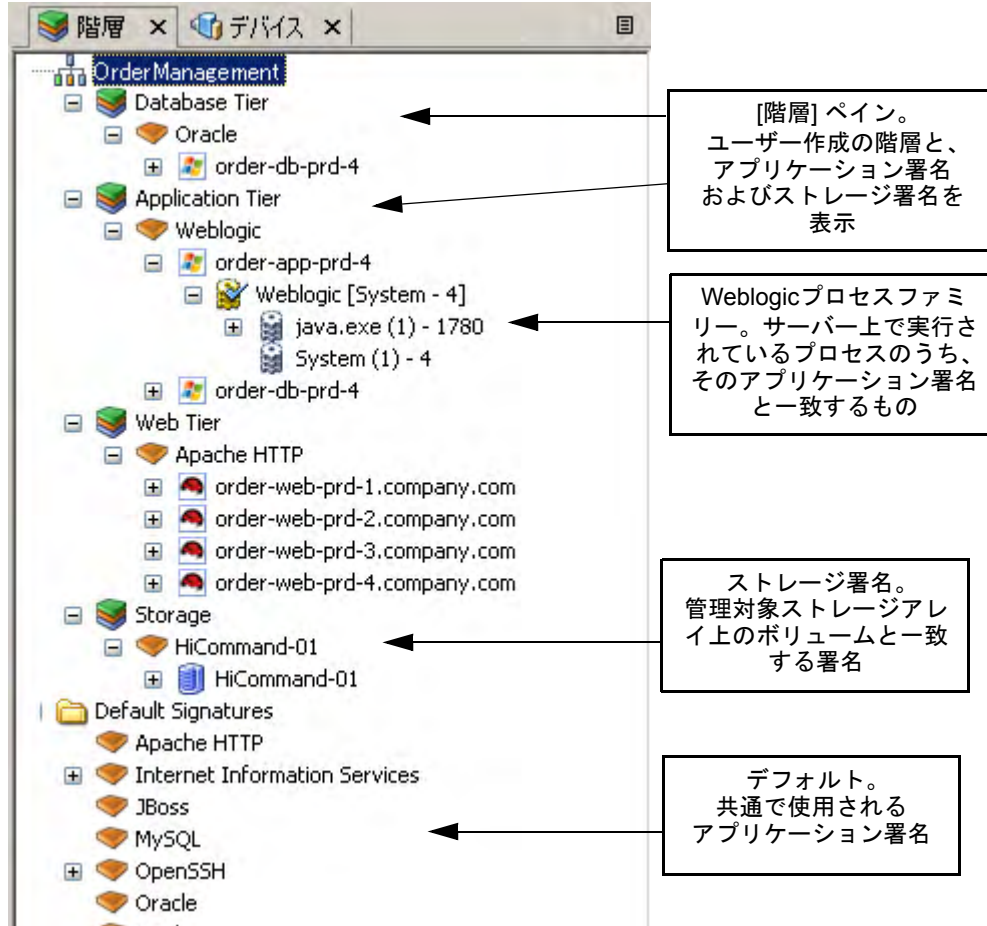 階層
デバイス
OrderManagement
Database Tier
Oracle
order-db-prd-4
Application Tier
Weblogic
order-app-prd-4
Weblogic [System - 4]
java.exe (1) - 1780
System (1) - 4
order-db-prd-4
Web Tier
Apache HTTP
order-web-prd-1.company.com
order-web-prd-2.company.com
order-web-prd-3.company.com
order-web-prd-4.company.com
Storage
HiCommand-01
HiCommand-01
Default Signatures
Apache HTTP
Internet Information Services
JBoss
MySQL
OpenSSH
Oracle
[階層] ペイン。
ユーザー作成の階層と、
アプリケーション署名
およびストレージ署名を
表示
Weblogicプロセスファミ
リー。サーバー上で実行さ
れているプロセスのうち、
そのアプリケーション署名
と一致するもの
ストレージ署名。
管理対象ストレージアレ
イ上のボリュームと一致
する署名
デフォルト。
共通で使用される
アプリケーション署名